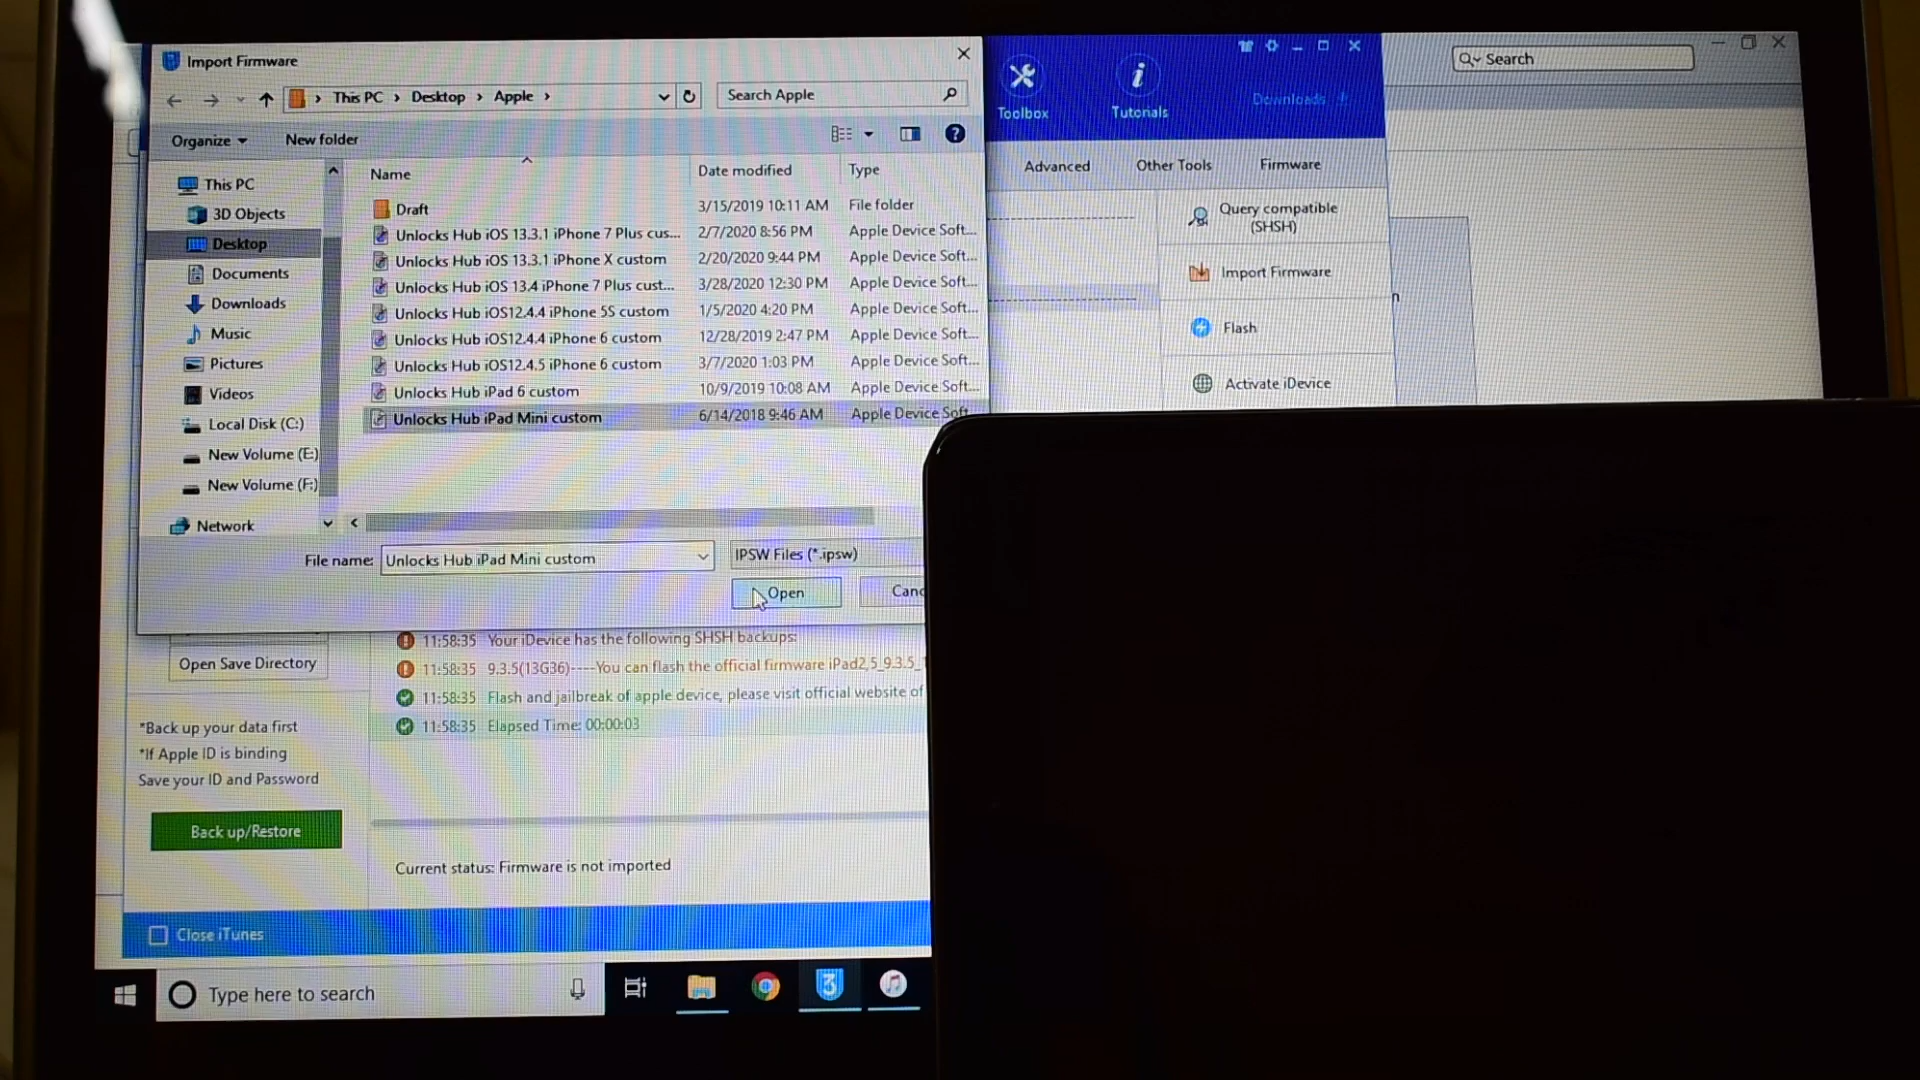 Import Firmware
This PC › Desktop › Apple ›
Search Apple
Organize
New folder
Name
Date modified
Type
This PC
3D Objects
Desktop
Documents
Downloads
Music
Pictures
Videos
Local Disk (C:)
New Volume (E:)
New Volume (F:)
Network
Draft 3/15/2019 10:11 AM File folder
Unlocks Hub iOS 13.3.1 iPhone 7 Plus cus... 2/7/2020 8:56 PM Apple Device Soft...
Unlocks Hub iOS 13.3.1 iPhone X custom 2/20/2020 9:44 PM Apple Device Soft...
Unlocks Hub iOS 13.4 iPhone 7 Plus cust... 3/28/2020 12:30 PM Apple Device Soft...
Unlocks Hub iOS12.4.4 iPhone 5S custom 1/5/2020 4:20 PM Apple Device Soft...
Unlocks Hub iOS12.4.4 iPhone 6 custom 12/28/2019 2:47 PM Apple Device Soft...
Unlocks Hub iOS12.4.5 iPhone 6 custom 3/7/2020 1:03 PM Apple Device Soft...
Unlocks Hub iPad 6 custom 10/9/2019 10:08 AM Apple Device Soft...
Unlocks Hub iPad Mini custom 6/14/2018 9:46 AM Apple Device Soft
File name: Unlocks Hub iPad Mini custom
IPSW Files (*.ipsw)
Open
Canc
Toolbox
Tutorials
Downloads
Search
Advanced
Other Tools
Firmware
Query compatible
(SHSH)
Import Firmware
Flash
Activate iDevice
n
Open Save Directory
*Back up your data first
*If Apple ID is binding
Save your ID and Password
Back up/Restore
11:58:35 Your iDevice has the following SHSH backups:
11:58:35 9.3.5(13G36)----You can flash the official firmware iPad2,5_9.3.5_
11:58:35 Flash and jailbreak of apple device, please visit official website of
11:58:35 Elapsed Time: 00:00:03
Current status: Firmware is not imported
Close iTunes
Type here to search
3